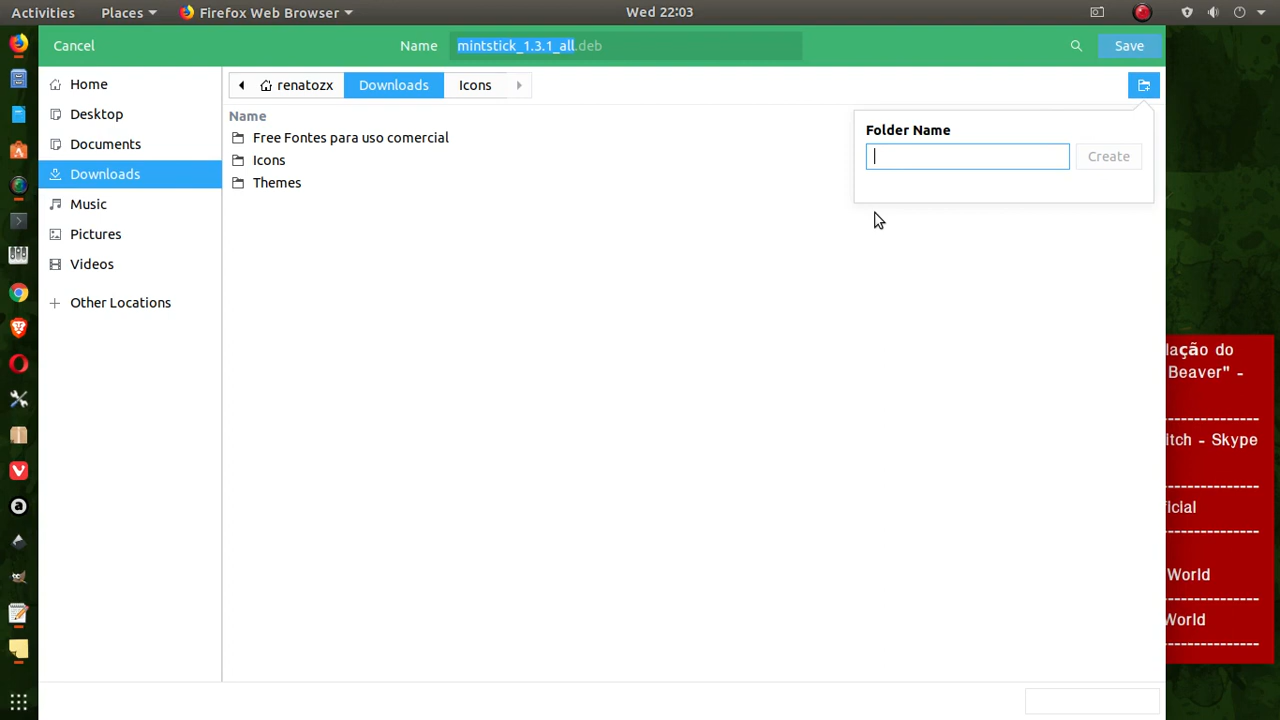 Activities Places Firefox Web Browser Wed 22:03
Cancel Name mintstick_1.3.1_all.deb Save
Home
Desktop
Documents
Downloads
Music
Pictures
Videos
Other Locations
renatozx Downloads Icons
Name
Free Fontes para uso comercial
Icons
Themes
Folder Name
Create
lação do
Beaver" -
---------------
itch - Skype
---------------
ficial
---------------
World
---------------
World
---------------